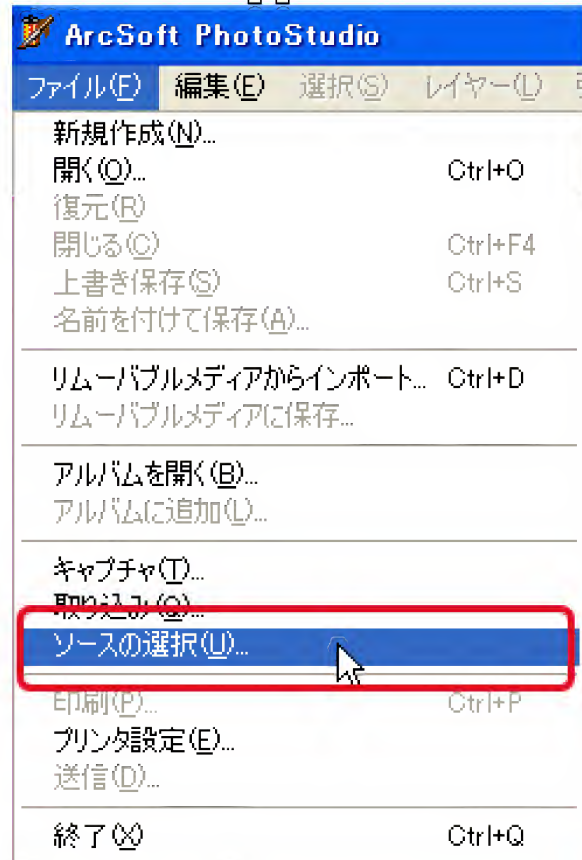 ArcSoft PhotoStudio
ファイル(F) 編集(E) 選択(S) レイヤー(L)
新規作成(N)...
開く(O)... Ctrl+O
復元(R)
閉じる(C) Ctrl+F4
上書き保存(S) Ctrl+S
名前を付けて保存(A)...
リムーバブルメディアからインポート... Ctrl+D
リムーバブルメディアに保存...
アルバムを開く(B)...
アルバムに追加(L)...
キャプチャ(T)...
取り込み(Q)...
ソースの選択(U)...
印刷(P)... Ctrl+P
プリンタ設定(E)...
送信(D)...
終了(X) Ctrl+Q